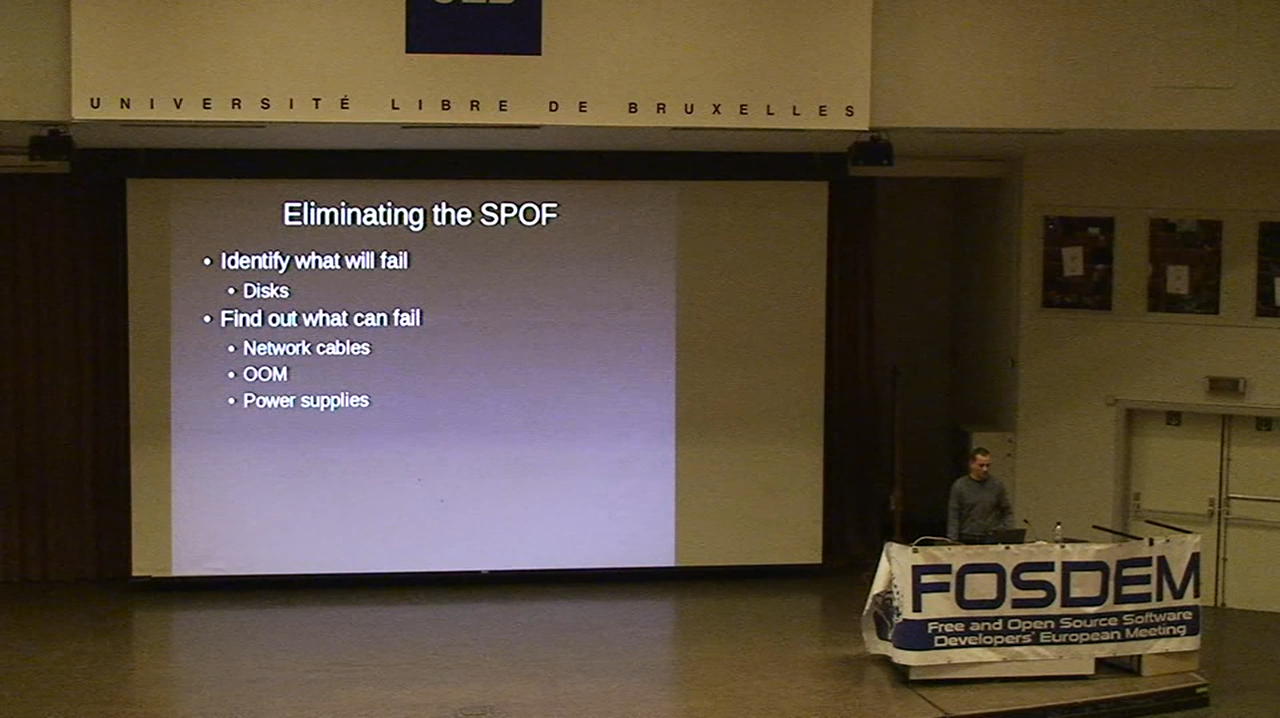 UNIVERSITÉ LIBRE DE BRUXELLES
Eliminating the SPOF
• Identify what will fail
• Disks
• Find out what can fail
• Network cables
• OOM
• Power supplies
FOSDEM
Free and Open Source Software
Developers' European Meeting